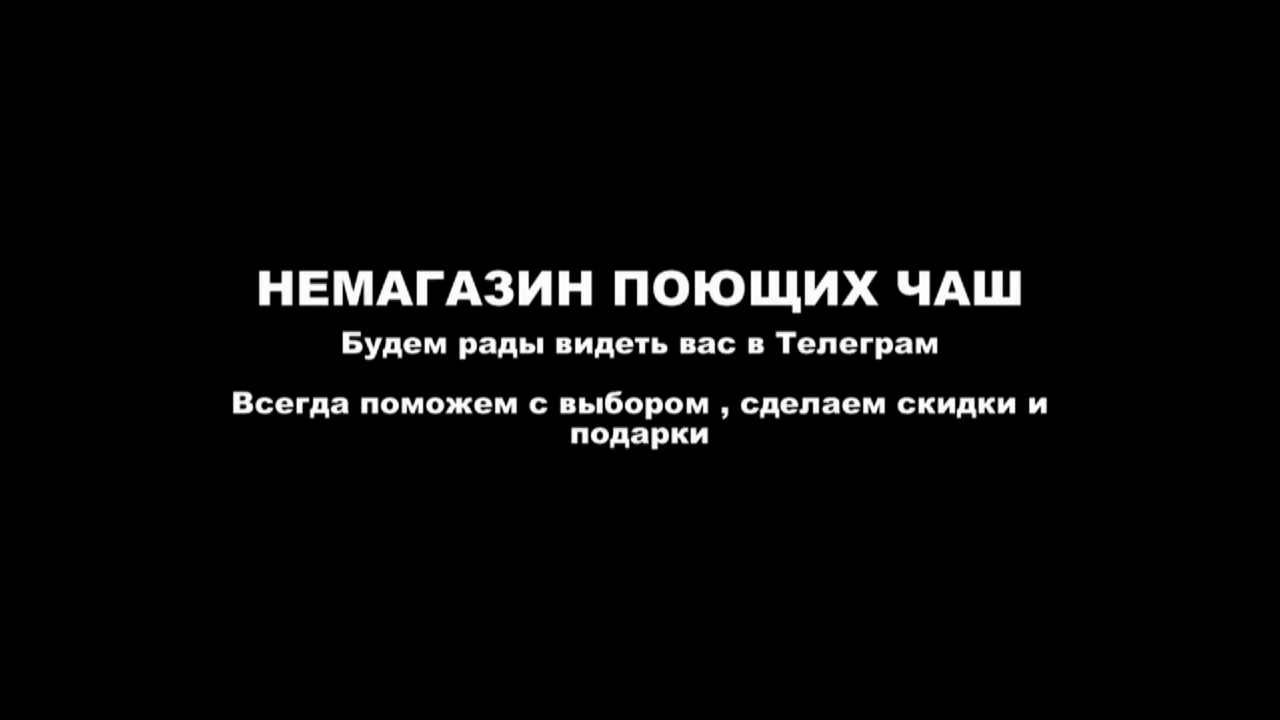 НЕМАГАЗИН ПОЮЩИХ ЧАШ
Будем рады видеть вас в Телеграм
Всегда поможем с выбором , сделаем скидки и
подарки